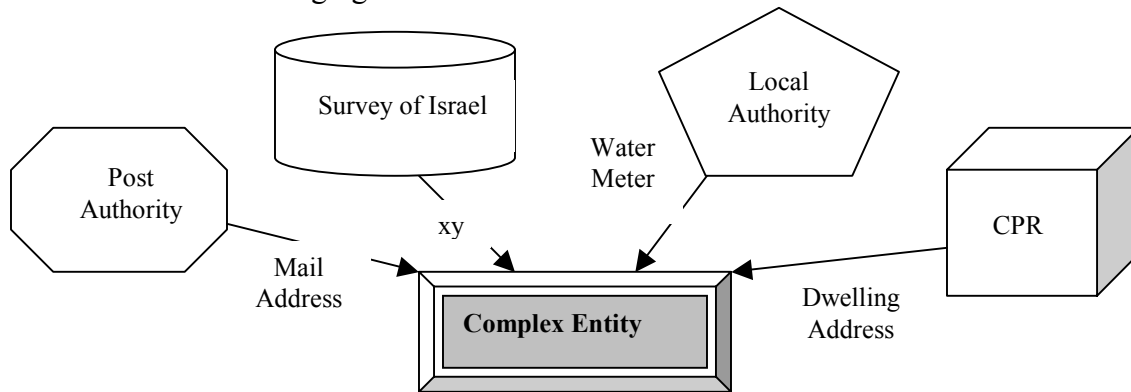 Survey of Israel
Local
Authority
Water
Meter
Post
Authority
CPR
xy
Mail
Address
Dwelling
Address
Complex Entity